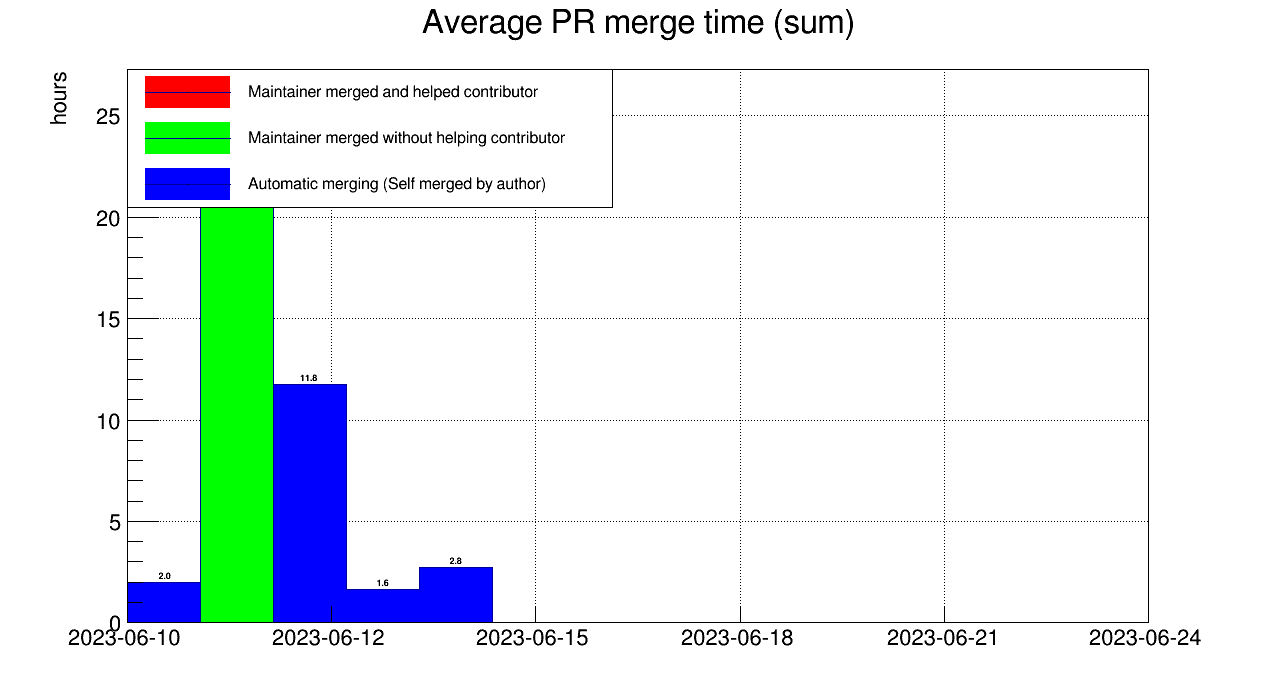 Average PR merge time (sum)
hours
Maintainer merged and helped contributor
Maintainer merged without helping contributor
Automatic merging (Self merged by author)
25
20
15
10
5
0
11.8
2.0
1.6
2.8
2023-06-10 2023-06-12 2023-06-15 2023-06-18 2023-06-21 2023-06-24